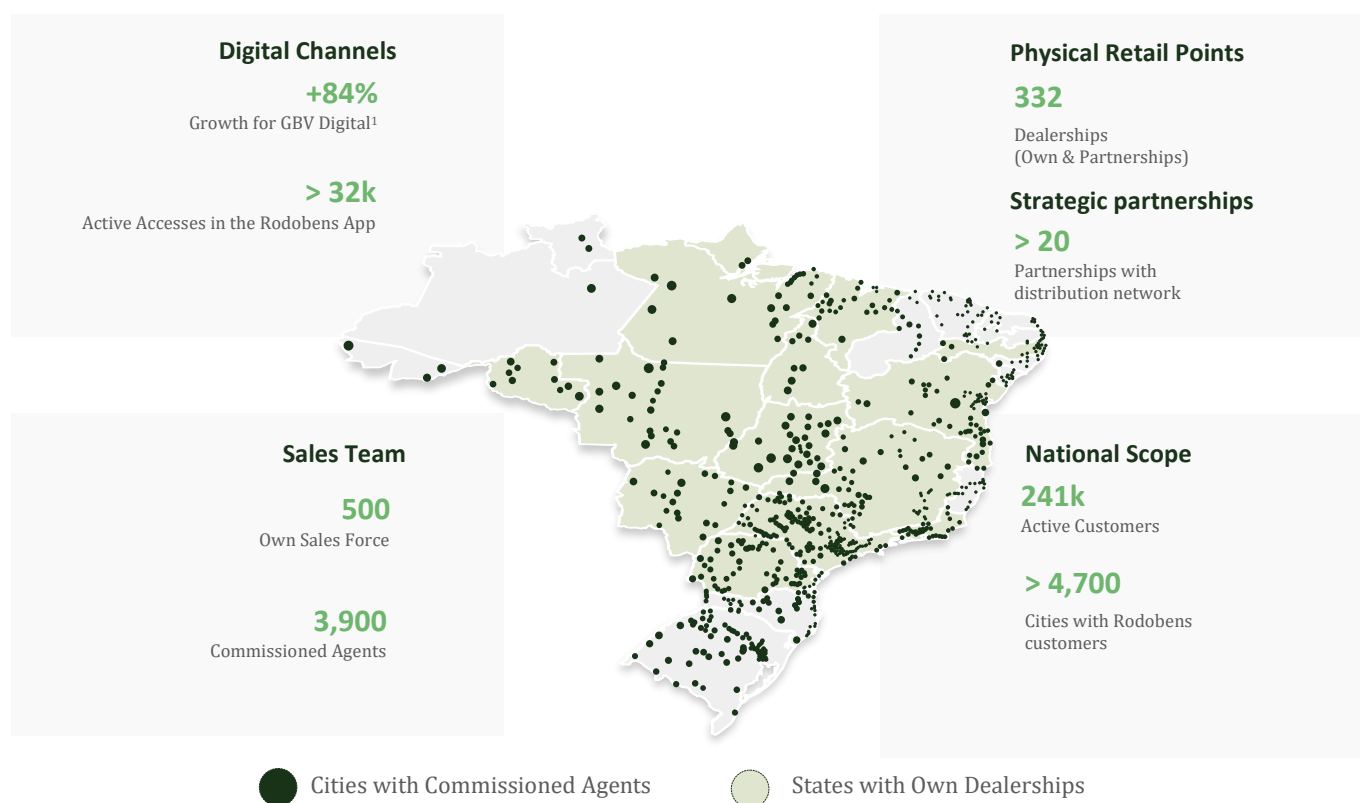 Digital Channels
+84%
Growth for GBV Digital¹
> 32k
Active Accesses in the Rodobens App
Physical Retail Points
332
Dealerships
(Own & Partnerships)
Strategic partnerships
> 20
Partnerships with
distribution network
Sales Team
500
Own Sales Force
3,900
Commissioned Agents
National Scope
241k
Active Customers
> 4,700
Cities with Rodobens
customers
Cities with Commissioned Agents
States with Own Dealerships